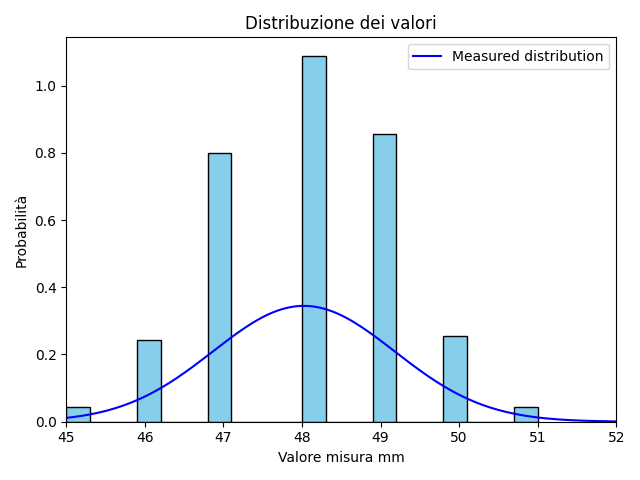 Distribuzione dei valori
Measured distribution
Probabilità
1.0
0.8
0.6
0.4
0.2
0.0
45 46 47 48 49 50 51 52
Valore misura mm